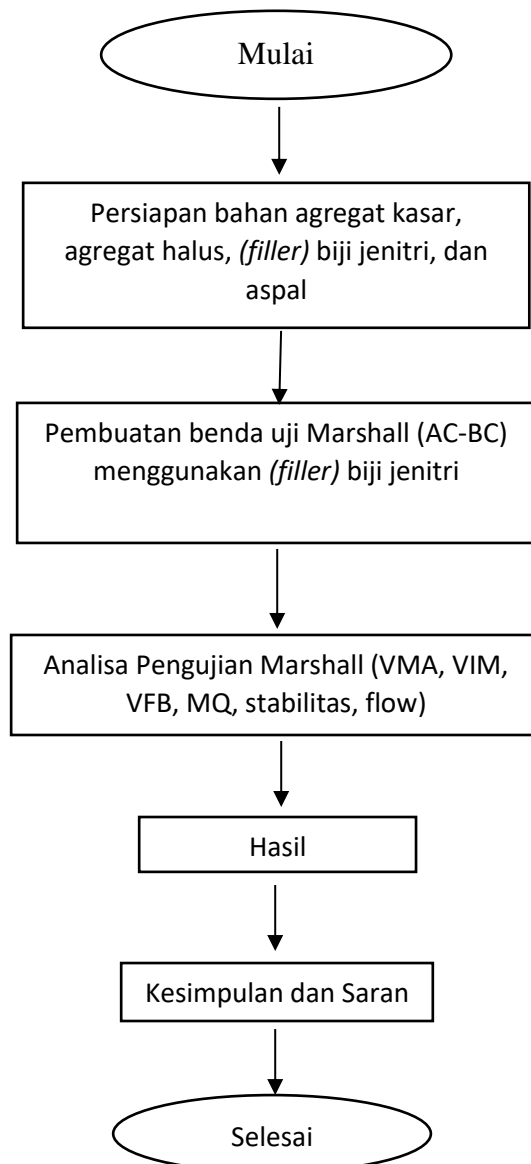 Mulai
Persiapan bahan agregat kasar,
agregat halus, (filler) biji jenitri, dan
aspal
Pembuatan benda uji Marshall (AC-BC)
menggunakan (filler) biji jenitri
Analisa Pengujian Marshall (VMA, VIM,
VFB, MQ, stabilitas, flow)
Hasil
Kesimpulan dan Saran
Selesai